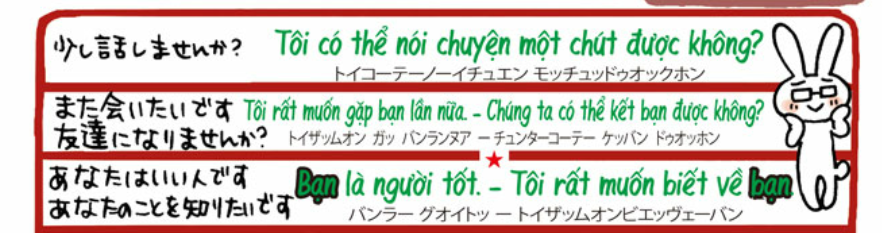 少し話しませんか? Tôi có thể nói chuyện một chút được không?
トイコーテーノーイチュエン モッチュッドゥオックホン
また会いたいです Tôi rất muốn gặp bạn lần nữa. - Chúng ta có thể kết bạn được không?
友達になりませんか? トイザッムオン ガッ バンランヌア ー チュンターコーテー ケッバン ドゥオッホン
あなたはいい人です Bạn là người tốt. - Tôi rất muốn biết về bạn
あなたのことを知りたいです バンラー グオイトッ ー トイザッムオンビエッヴェーバン